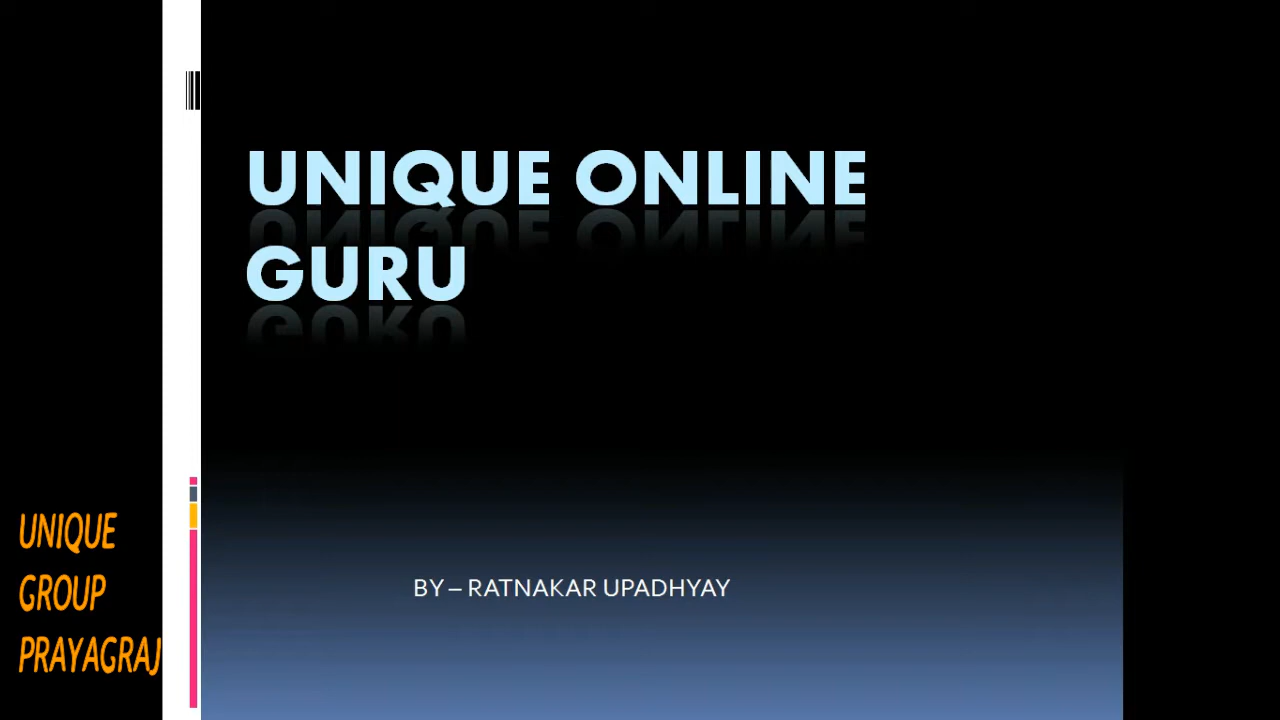 UNIQUE ONLINE
GURU
BY – RATNAKAR UPADHYAY
UNIQUE
GROUP
PRAYAGRAJ